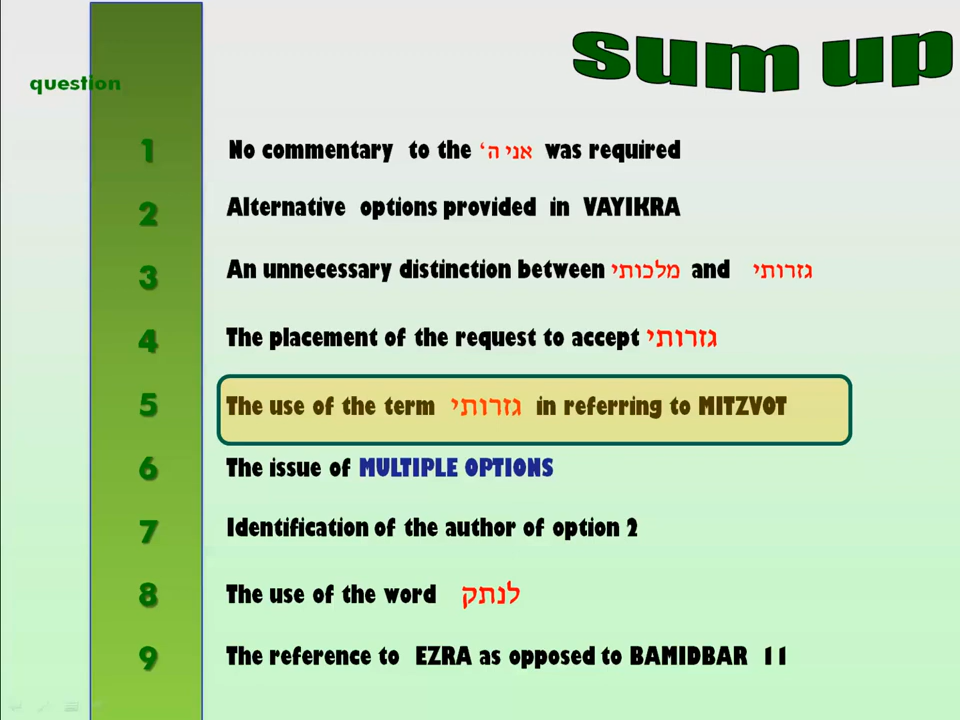 sum up
question
1 No commentary to the אני ה' was required
2 Alternative options provided in VAYIKRA
3 An unnecessary distinction between מלכותי and גזרותי
4 The placement of the request to accept גזרותי
5 The use of the term גזרותי in referring to MITZVOT
6 The issue of MULTIPLE OPTIONS
7 Identification of the author of option 2
8 The use of the word לנתק
9 The reference to EZRA as opposed to BAMIDBAR 11